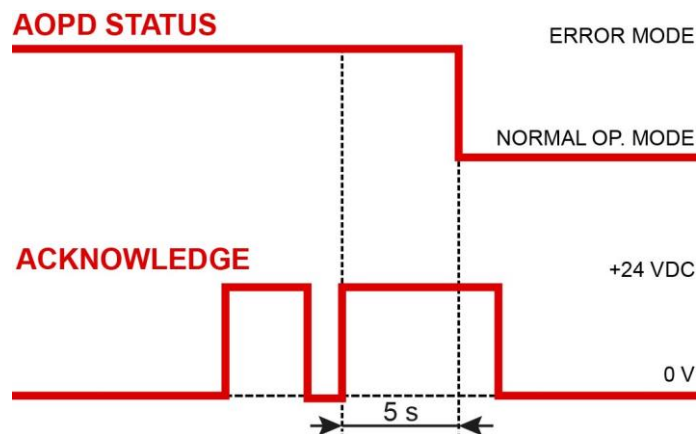 AOPD STATUS
ERROR MODE
NORMAL OP. MODE
ACKNOWLEDGE
+24 VDC
0 V
5 s